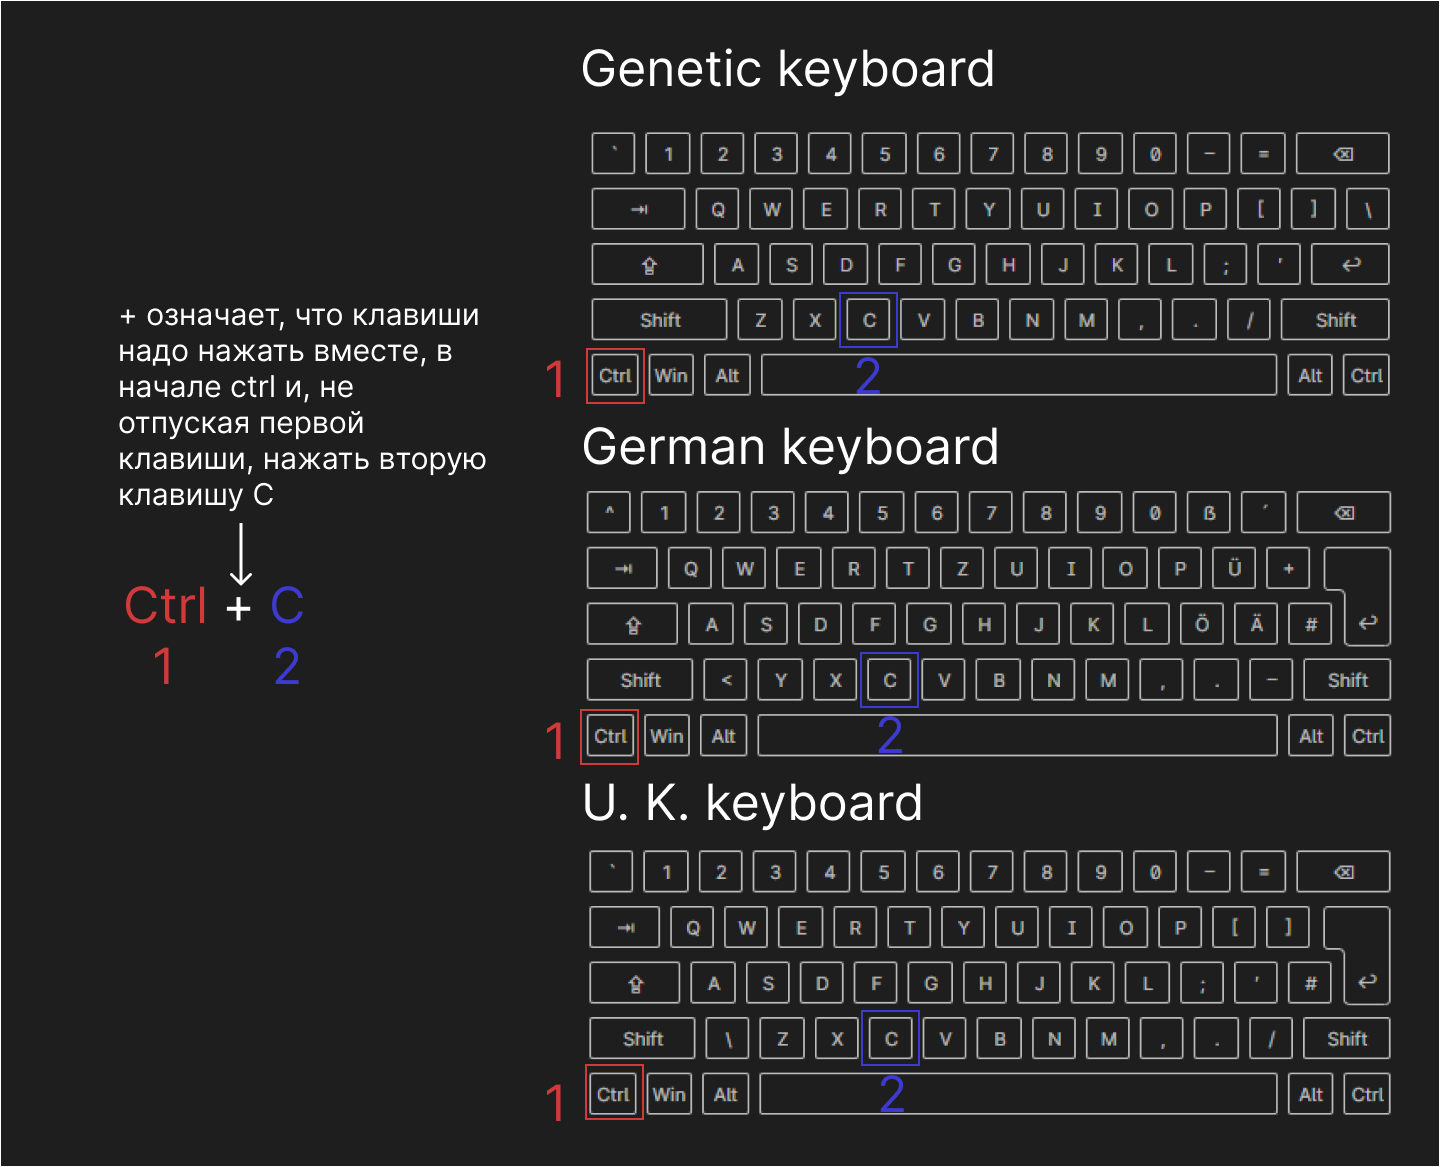 Genetic keyboard
` 1 2 3 4 5 6 7 8 9 0 − =
Q W E R T Y U I O P [ ] \
A S D F G H J K L ; '
Shift Z X C V B N M , . / Shift
1 Ctrl Win Alt 2 Alt Ctrl
+ означает, что клавиши
надо нажать вместе, в
начале ctrl и, не
отпуская первой
клавиши, нажать вторую
клавишу C
Ctrl + C
1 2
German keyboard
^ 1 2 3 4 5 6 7 8 9 0 ß ´
Q W E R T Z U I O P Ü +
A S D F G H J K L Ö Ä #
Shift < Y X C V B N M , . − Shift
1 Ctrl Win Alt 2 Alt Ctrl
U. K. keyboard
` 1 2 3 4 5 6 7 8 9 0 − =
Q W E R T Y U I O P [ ]
A S D F G H J K L ; ' #
Shift \ Z X C V B N M , . / Shift
1 Ctrl Win Alt 2 Alt Ctrl